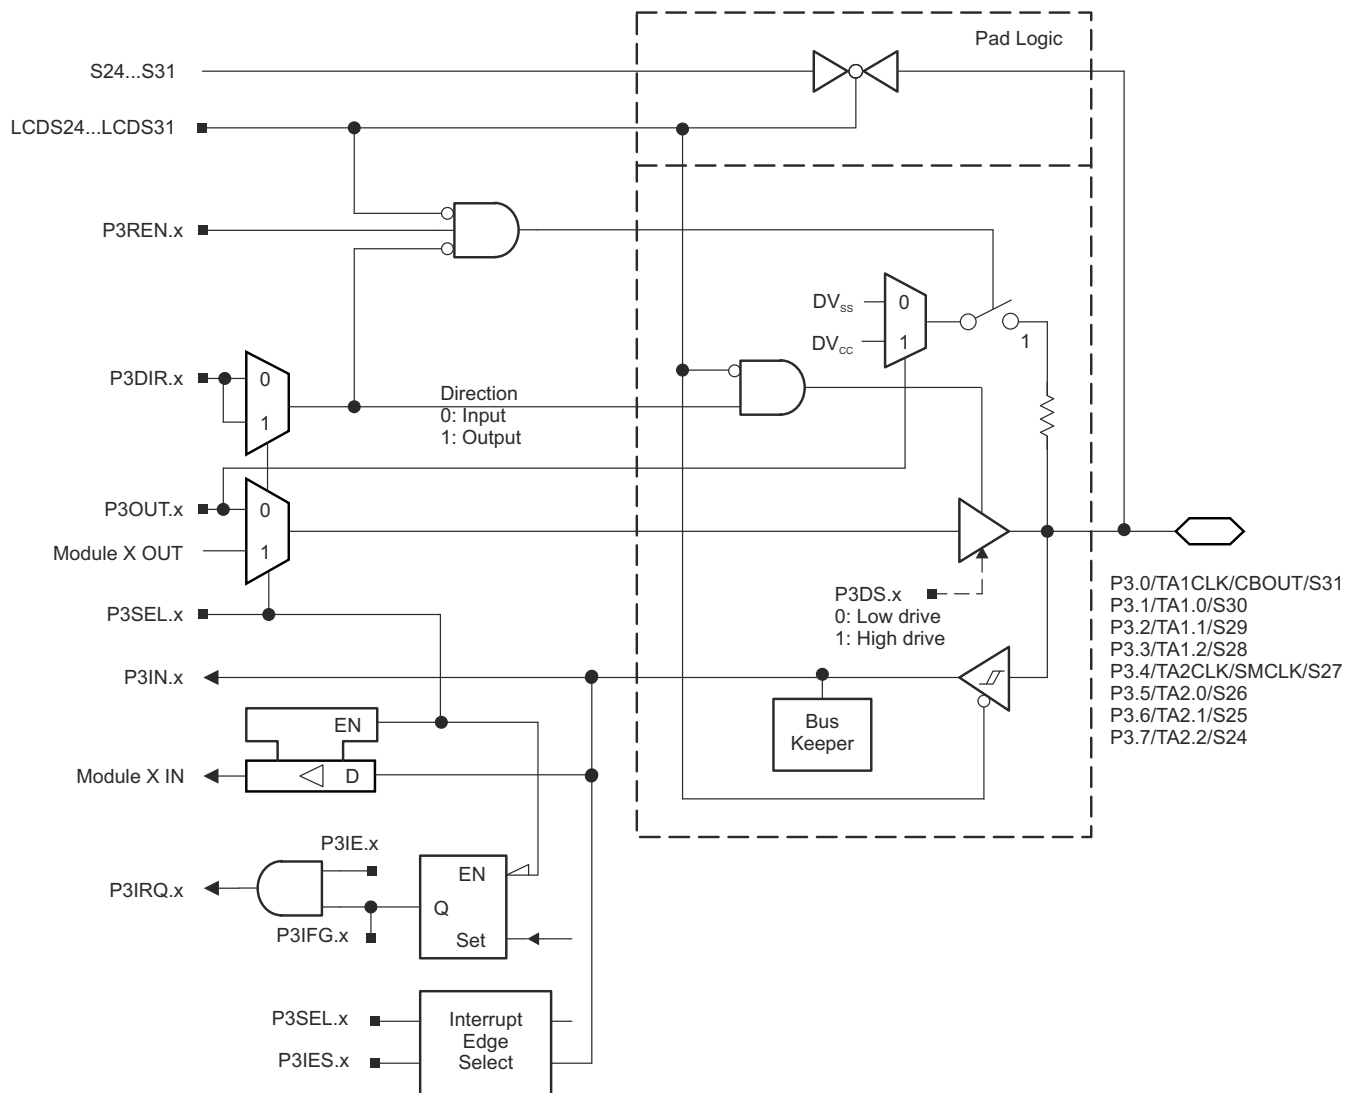 Pad Logic
S24...S31
LCDS24...LCDS31
P3REN.x
DVSS
0
DVCC
1
1
P3DIR.x
0
1
Direction
0: Input
1: Output
P3OUT.x
0
Module X OUT
1
P3DS.x
0: Low drive
1: High drive
P3SEL.x
P3.0/TA1CLK/CBOUT/S31
P3.1/TA1.0/S30
P3.2/TA1.1/S29
P3.3/TA1.2/S28
P3.4/TA2CLK/SMCLK/S27
P3.5/TA2.0/S26
P3.6/TA2.1/S25
P3.7/TA2.2/S24
P3IN.x
Bus
Keeper
EN
Module X IN
D
P3IE.x
EN
P3IRQ.x
Q
P3IFG.x
Set
P3SEL.x
P3IES.x
Interrupt
Edge
Select